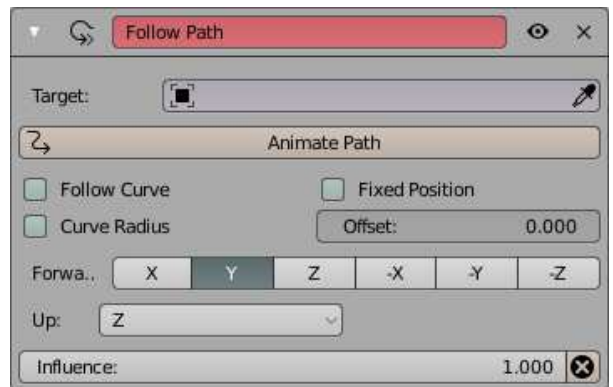 Follow Path
Target:
Animate Path
Follow Curve Fixed Position
Curve Radius Offset: 0.000
Forwa.. X Y Z -X -Y -Z
Up: Z
Influence: 1.000